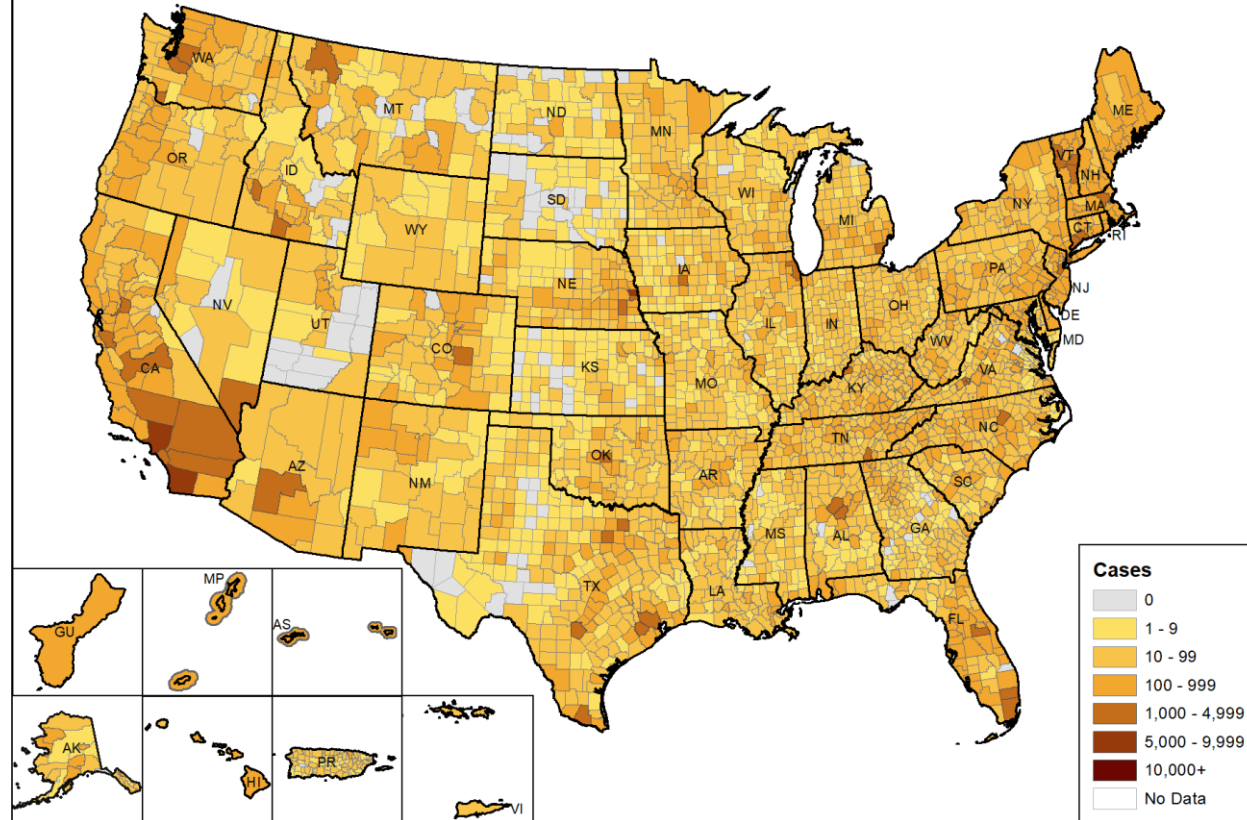 WA
MT
ND
MN
ME
OR
ID
SD
WI
VT
NH
WY
MI
NY
MA
CT
RI
IA
NE
PA
NV
UT
IL
IN
OH
NJ
CO
DE
CA
KS
MO
WV
MD
VA
KY
AZ
NM
OK
TN
NC
AR
SC
MS
AL
GA
TX
LA
FL
MP
GU
AS
AK
HI
PR
VI
Cases
0
1 - 9
10 - 99
100 - 999
1,000 - 4,999
5,000 - 9,999
10,000+
No Data